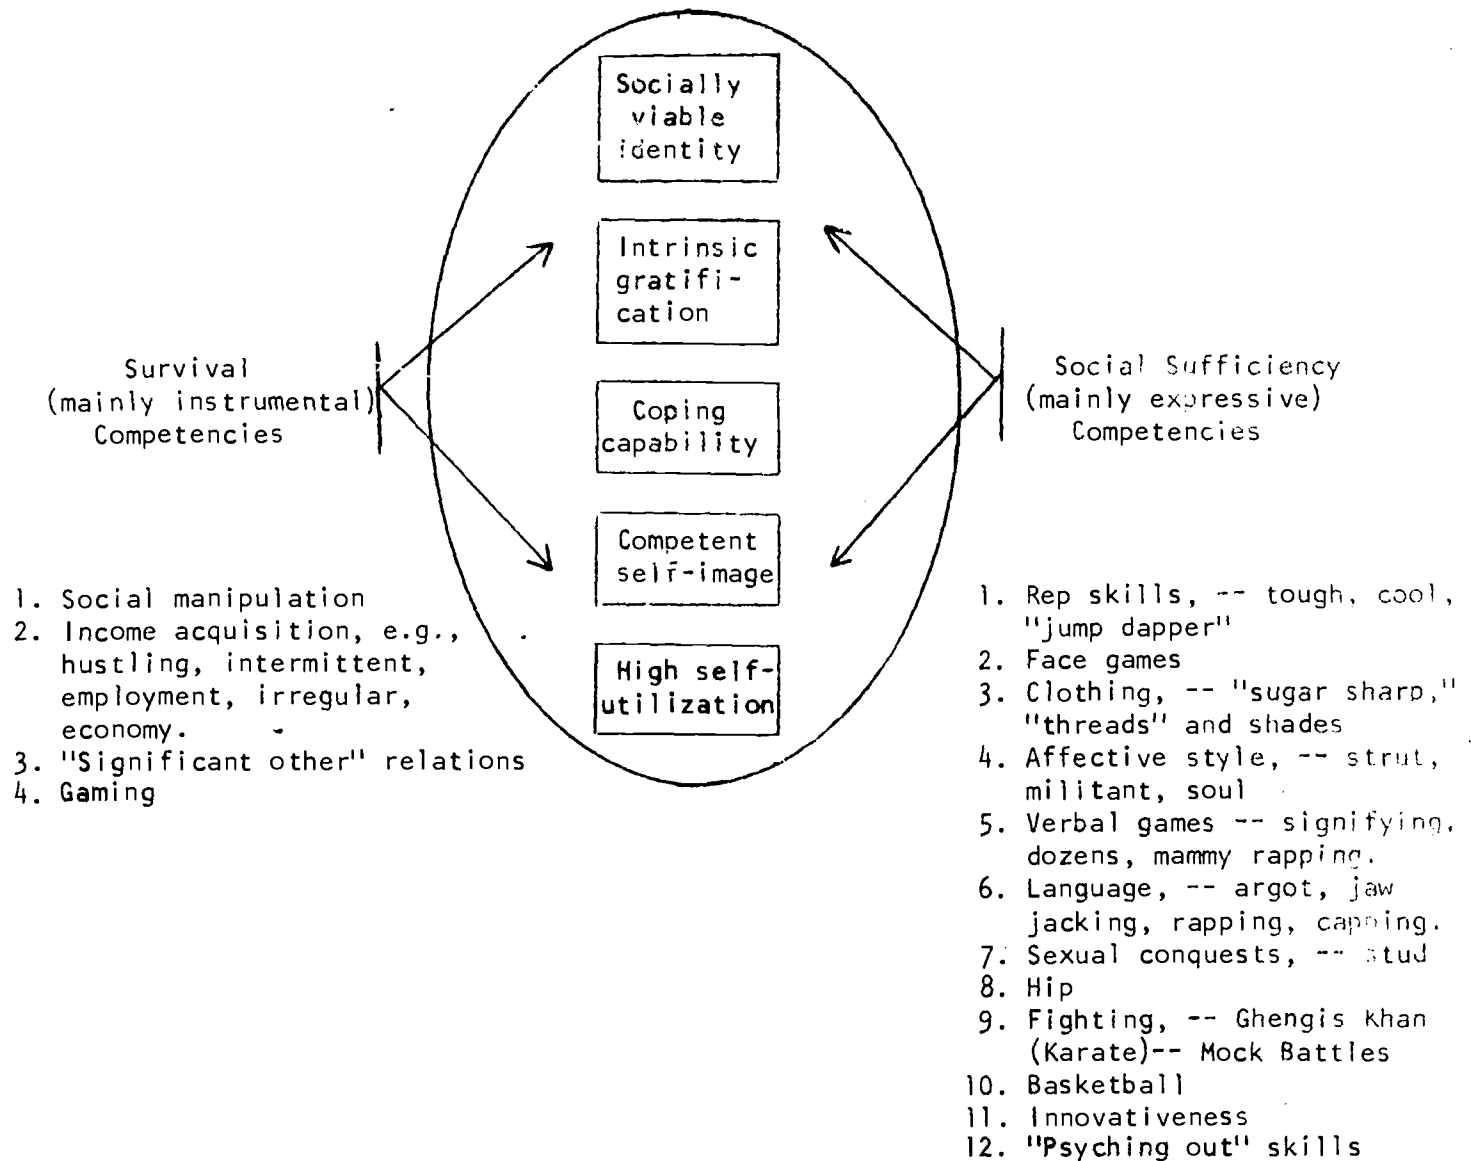 Socially
viable
identity
Intrinsic
gratifi-
cation
Coping
capability
Competent
self-image
High self-
utilization
Survival
(mainly instrumental)
Competencies
Social Sufficiency
(mainly expressive)
Competencies
1. Social manipulation
2. Income acquisition, e.g.,
hustling, intermittent,
employment, irregular,
economy.
3. "Significant other" relations
4. Gaming
1. Rep skills, -- tough, cool,
"jump dapper"
2. Face games
3. Clothing, -- "sugar sharp,"
"threads" and shades
4. Affective style, -- strut,
militant, soul
5. Verbal games -- signifying,
dozens, mammy rapping.
6. Language, -- argot, jaw
jacking, rapping, capping.
7. Sexual conquests, -- stud
8. Hip
9. Fighting, -- Ghengis Khan
(Karate)-- Mock Battles
10. Basketball
11. Innovativeness
12. "Psyching out" skills